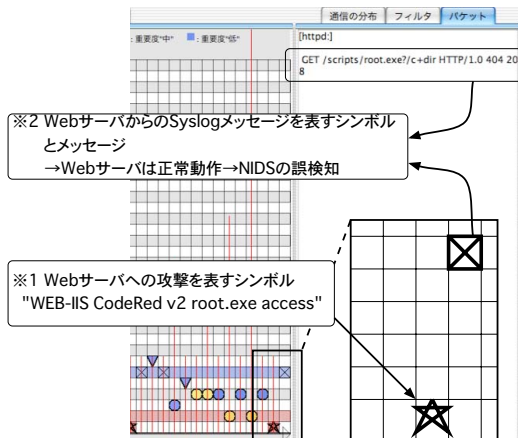 通信の分布 フィルタ パケット
: 重要度"中" : 重要度"低"
[httpd:]
GET /scripts/root.exe?/c+dir HTTP/1.0 404 20
8
※2 WebサーバからのSyslogメッセージを表すシンボル
とメッセージ
→Webサーバは正常動作→NIDSの誤検知
※1 Webサーバへの攻撃を表すシンボル
"WEB-IIS CodeRed v2 root.exe access"